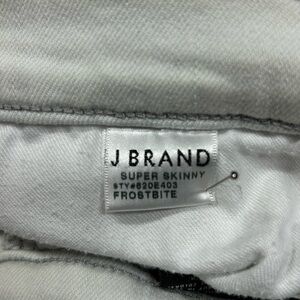 J BRAND
SUPER SKINNY
STY#620E403
FROSTBITE